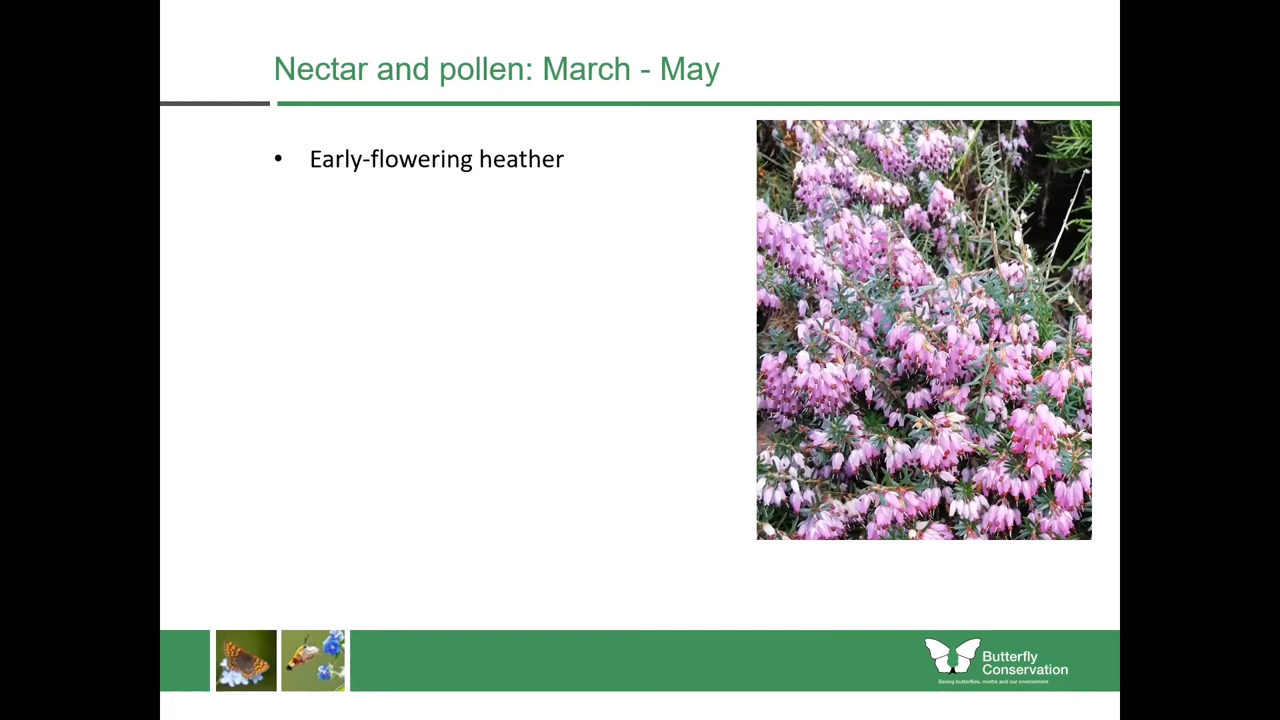 Nectar and pollen: March - May
• Early-flowering heather
Butterfly
Conservation
Saving butterflies, moths and our environment